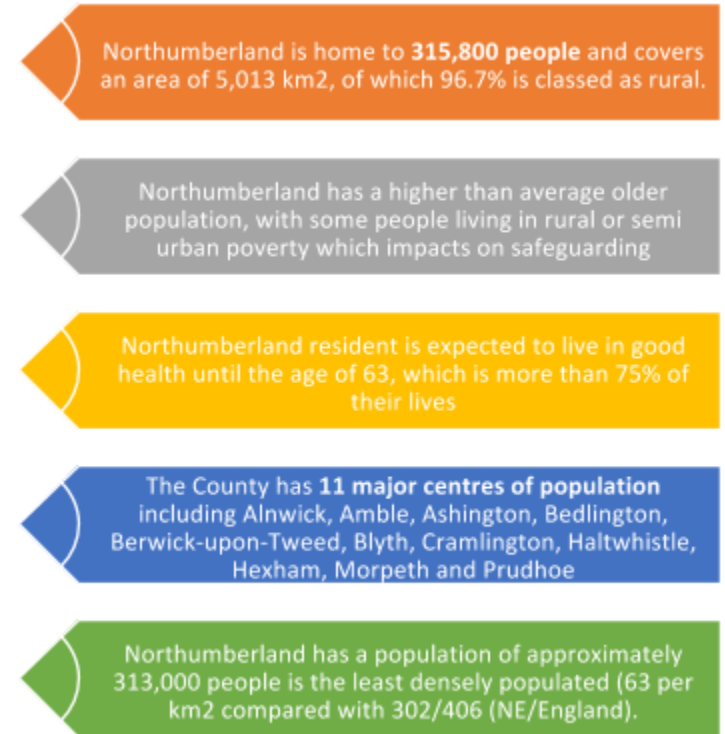 Northumberland is home to 315,800 people and covers
an area of 5,013 km2, of which 96.7% is classed as rural.
Northumberland has a higher than average older
population, with some people living in rural or semi
urban poverty which impacts on safeguarding
Northumberland resident is expected to live in good
health until the age of 63, which is more than 75% of
their lives
The County has 11 major centres of population
including Alnwick, Amble, Ashington, Bedlington,
Berwick-upon-Tweed, Blyth, Cramlington, Haltwhistle,
Hexham, Morpeth and Prudhoe
Northumberland has a population of approximately
313,000 people is the least densely populated (63 per
km2 compared with 302/406 (NE/England).